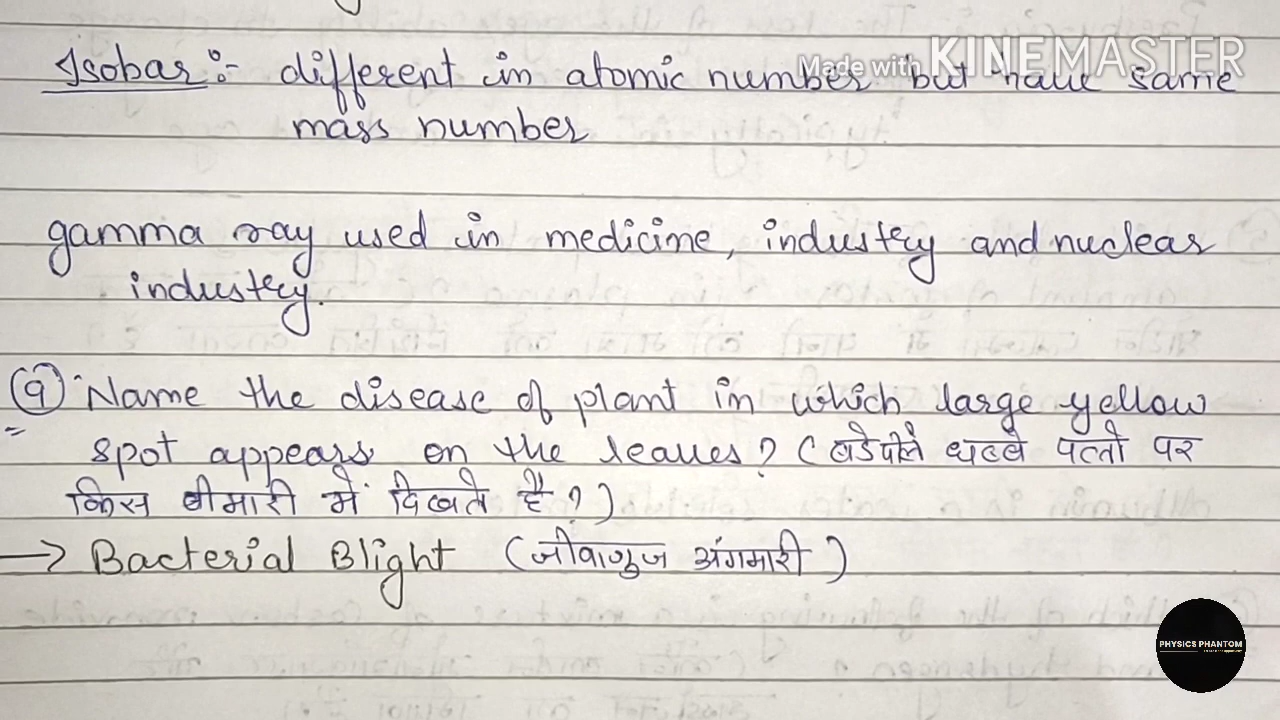 Isobar :- different in atomic number but have same
mass number
Made with KINEMASTER
gamma ray used in medicine, industry and nuclear
industry.
9 Name the disease of plant in which large yellow
spot appears on the leaves? (बडे पीले धब्बे पत्तो पर
किस बीमारी में दिखते है?)
→ Bacterial Blight (जीवाणुज अंगमारी)
PHYSICS PHANTOM